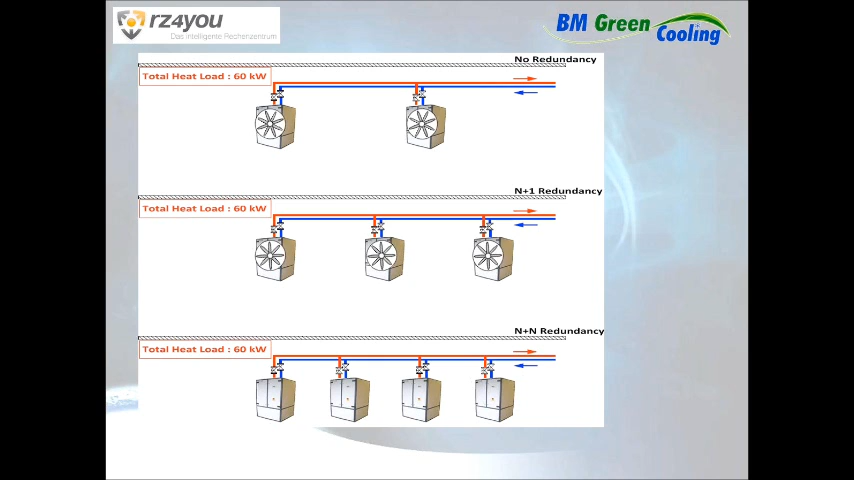 rz4you
Das intelligente Rechenzentrum
BM Green Cooling
No Redundancy
Total Heat Load : 60 kW
N+1 Redundancy
Total Heat Load : 60 kW
N+N Redundancy
Total Heat Load : 60 kW